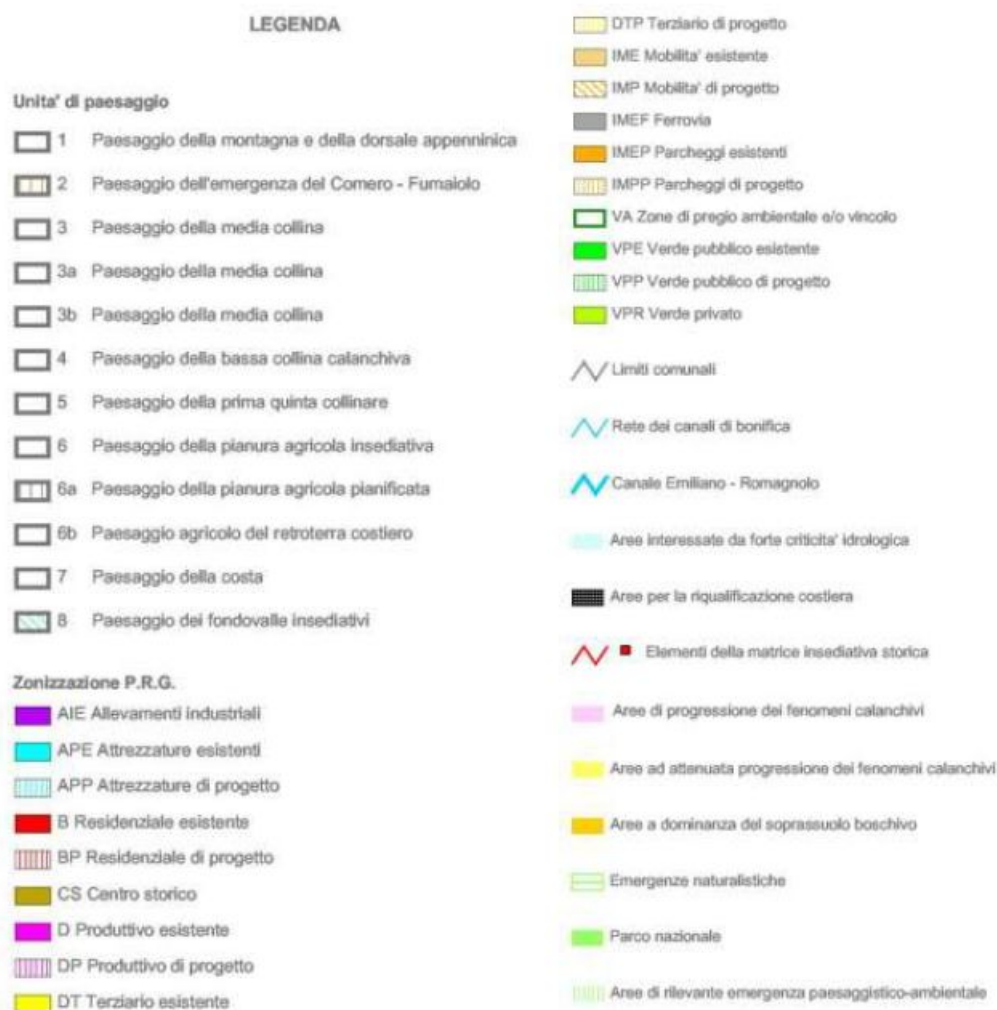 LEGENDA
Unita' di paesaggio
1 Paesaggio della montagna e della dorsale appenninica
2 Paesaggio dell'emergenza del Comero - Fumaiolo
3 Paesaggio della media collina
3a Paesaggio della media collina
3b Paesaggio della media collina
4 Paesaggio della bassa collina calanchiva
5 Paesaggio della prima quinta collinare
6 Paesaggio della pianura agricola insediativa
6a Paesaggio della pianura agricola pianificata
6b Paesaggio agricolo del retroterra costiero
7 Paesaggio della costa
8 Paesaggio dei fondovalle insediativi
Zonizzazione P.R.G.
AIE Allevamenti industriali
APE Attrezzature esistenti
APP Attrezzature di progetto
B Residenziale esistente
BP Residenziale di progetto
CS Centro storico
D Produttivo esistente
DP Produttivo di progetto
DT Terziario esistente
DTP Terziario di progetto
IME Mobilita' esistente
IMP Mobilita' di progetto
IMEF Ferrovia
IMEP Parcheggi esistenti
IMPP Parcheggi di progetto
VA Zone di pregio ambientale e/o vincolo
VPE Verde pubblico esistente
VPP Verde pubblico di progetto
VPR Verde privato
Limiti comunali
Rete dei canali di bonifica
Canale Emiliano - Romagnolo
Aree interessate da forte criticita' idrologica
Aree per la riqualificazione costiera
Elementi della matrice insediativa storica
Aree di progressione dei fenomeni calanchivi
Aree ad attenuata progressione dei fenomeni calanchivi
Aree a dominanza del soprassuolo boschivo
Emergenze naturalistiche
Parco nazionale
Aree di rilevante emergenza paesaggistico-ambientale